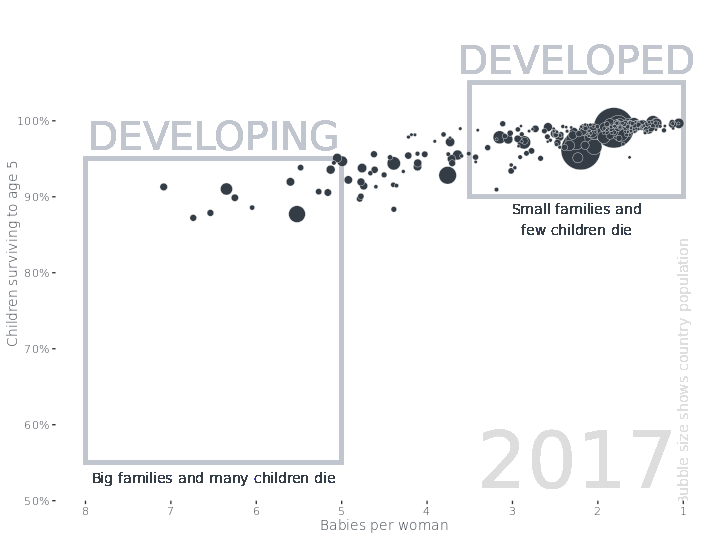 DEVELOPED
DEVELOPING
100%
90%
80%
70%
60%
50%
Children surviving to age 5
Small families and
few children die
Big families and many children die
2017
Bubble size shows country population
8 7 6 5 4 3 2 1
Babies per woman